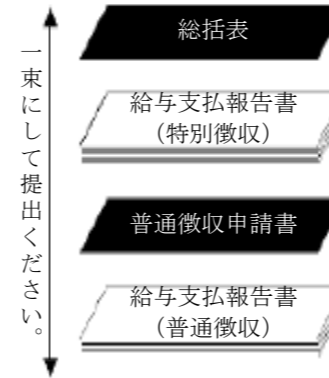 一束にして提出ください。
総括表
給与支払報告書
（特別徴収）
普通徴収申請書
給与支払報告書
（普通徴収）